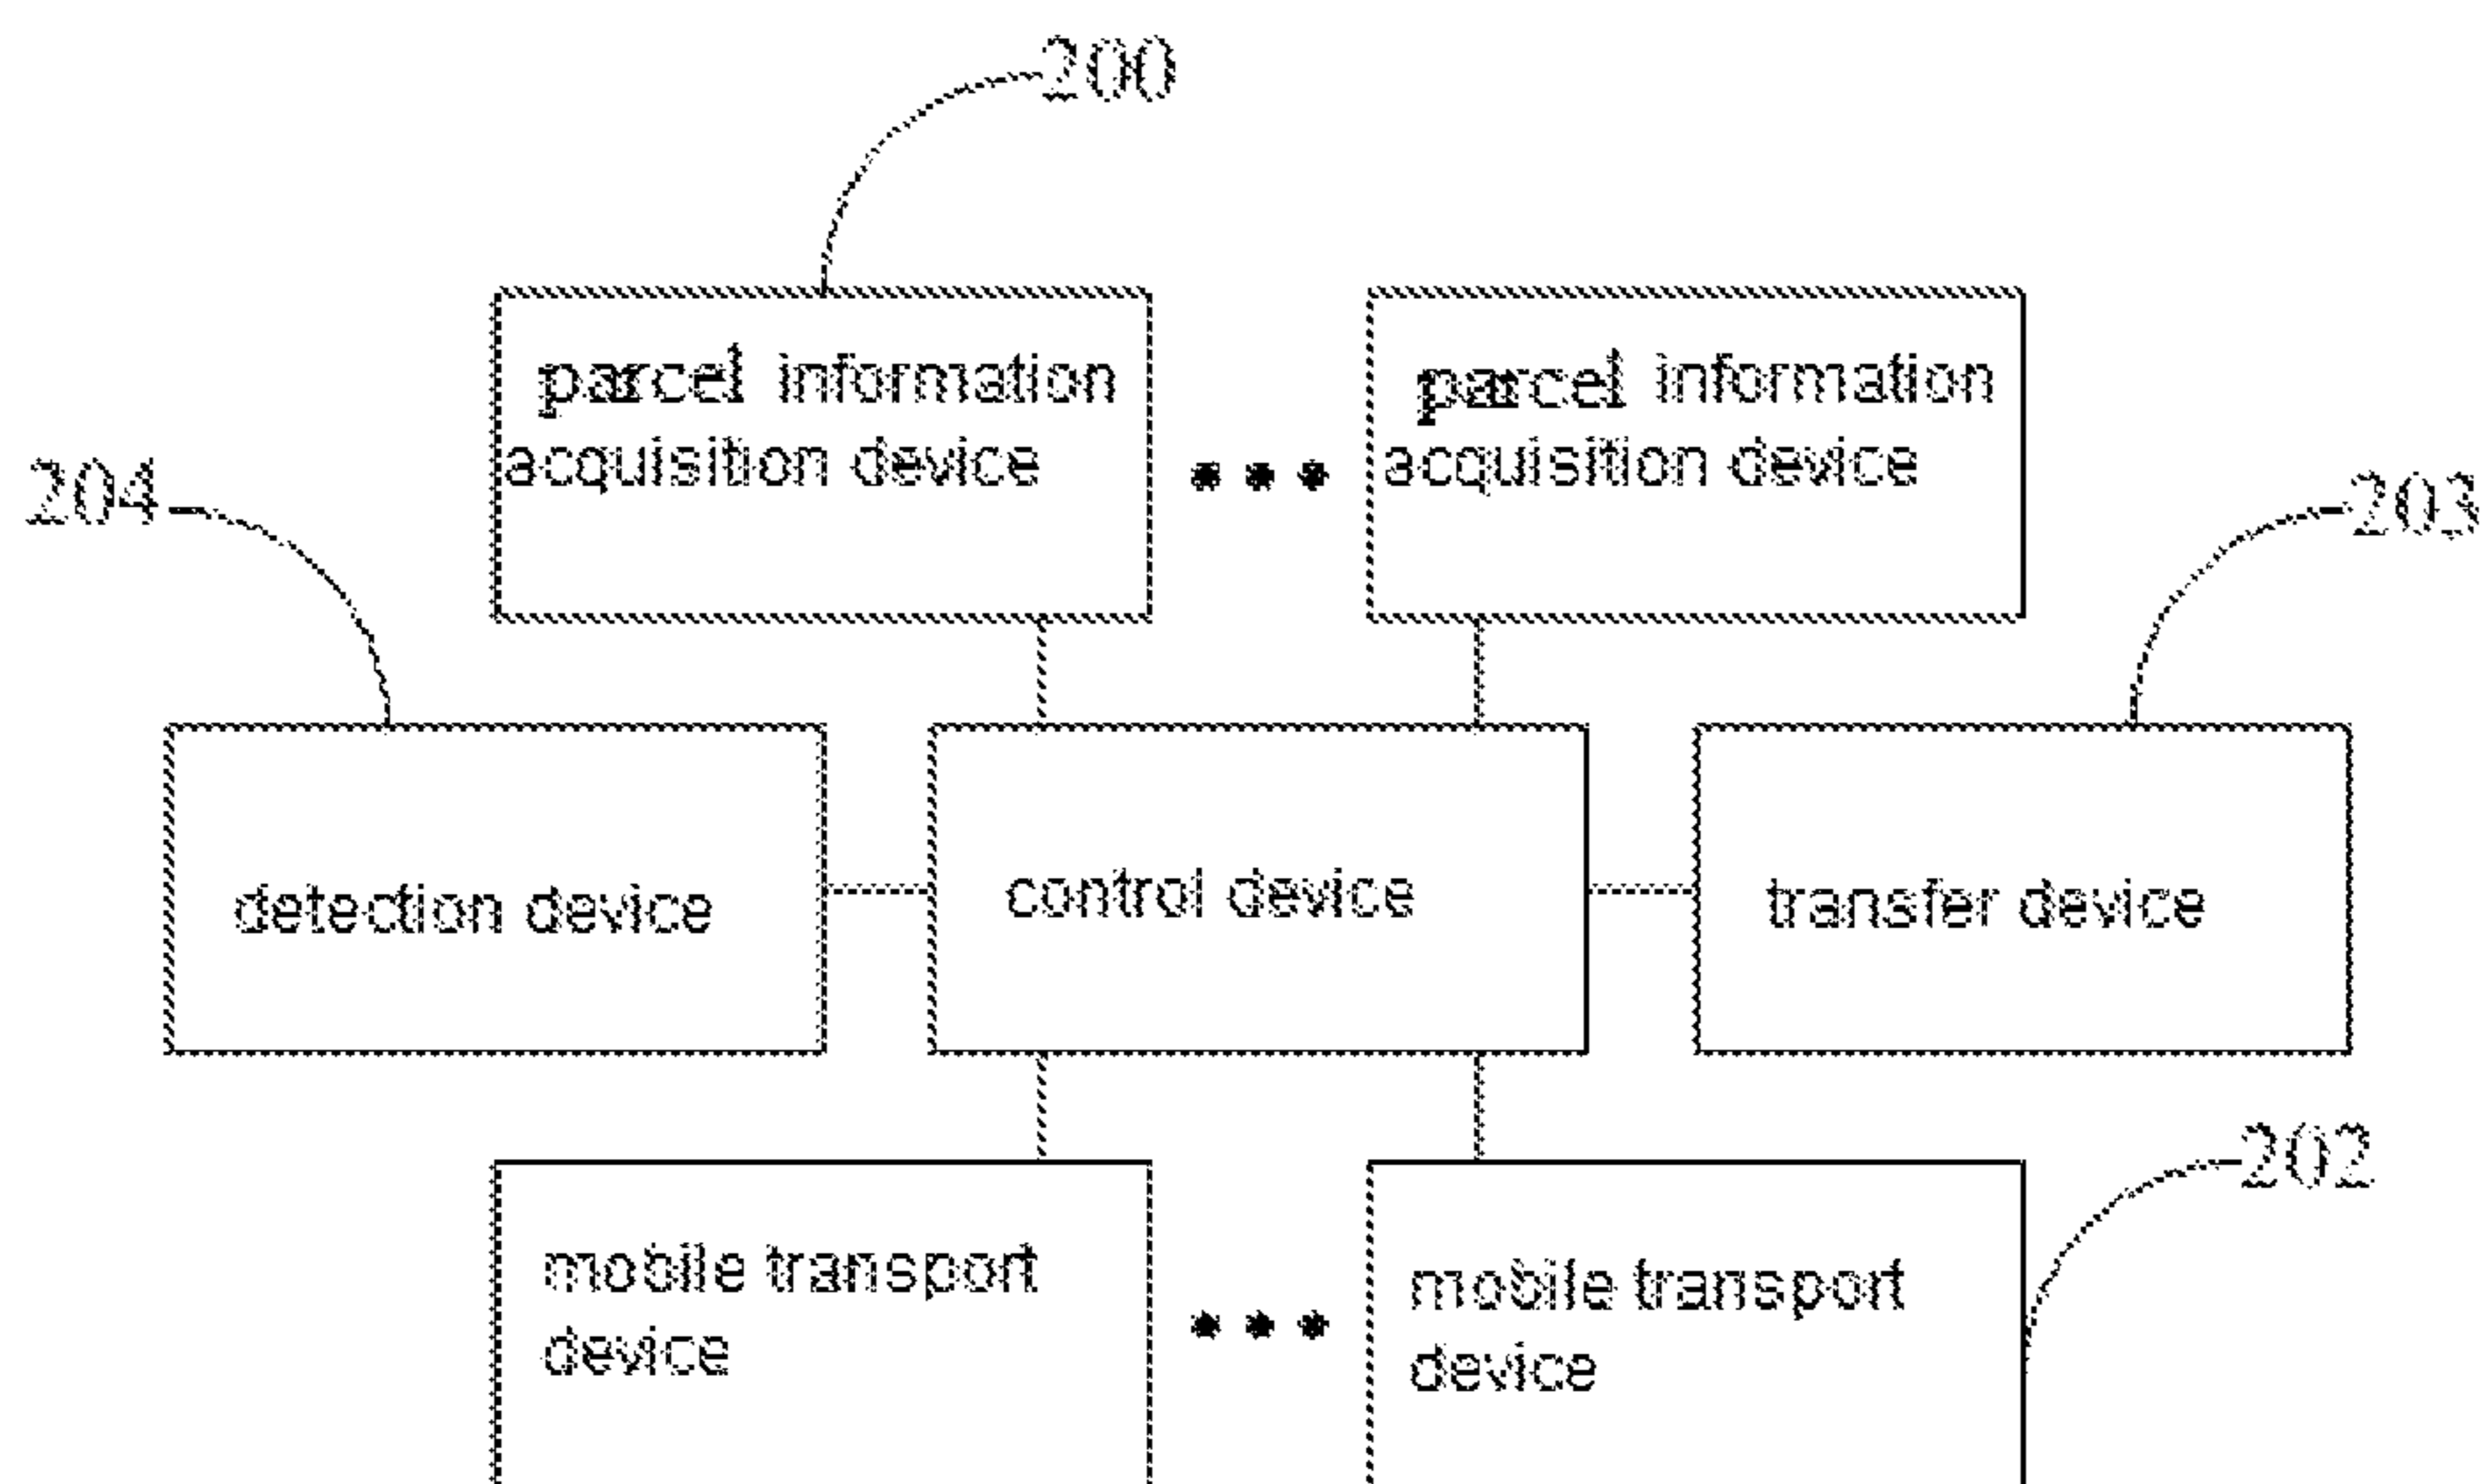 200
parcel information
acquisition device
•••
parcel information
acquisition device
204
203
detection device
control device
transfer device
202
mobile transport
device
•••
mobile transport
device